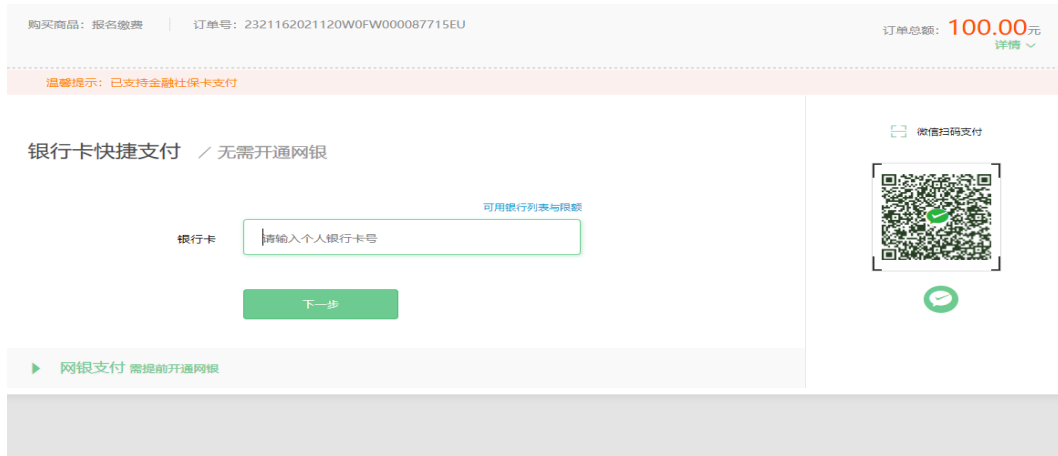 购买商品：报名缴费
订单号：2321162021120W0FW000087715EU
订单总额：100.00元
详情
温馨提示：已支持金融社保卡支付
银行卡快捷支付 / 无需开通网银
可用银行列表与限额
银行卡
请输入个人银行卡号
下一步
网银支付 需提前开通网银
微信扫码支付